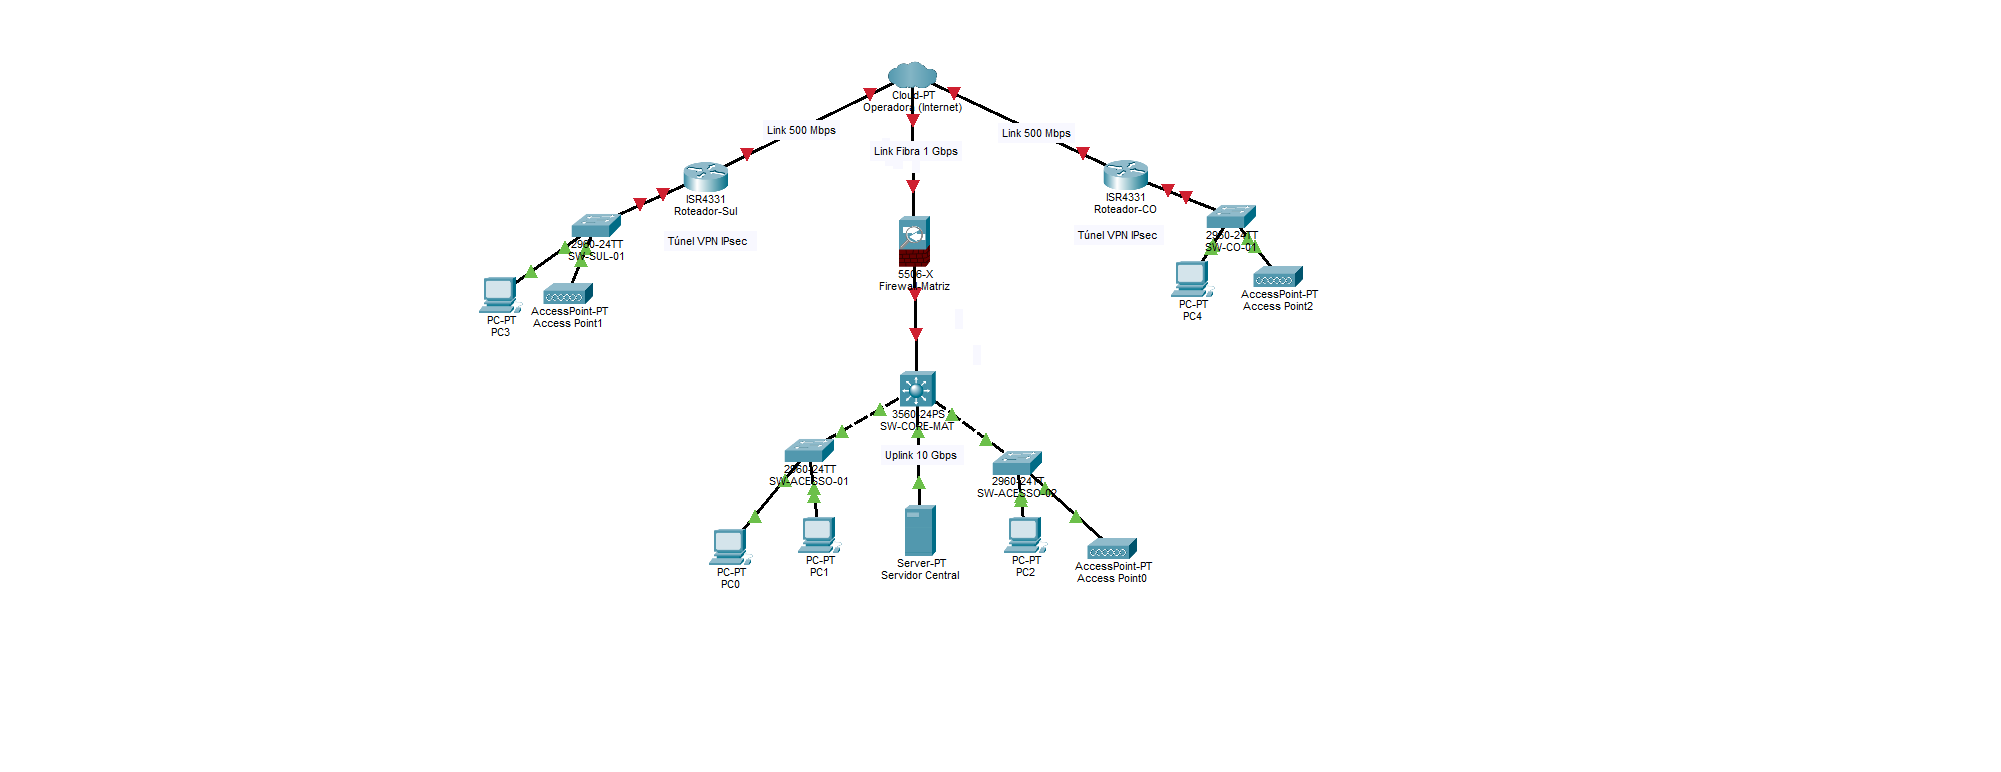 Cloud-PT
Operadora (Internet)
Link 500 Mbps
Link 500 Mbps
Link Fibra 1 Gbps
ISR4331
Roteador-Sul
ISR4331
Roteador-CO
Túnel VPN IPsec
Túnel VPN IPsec
2960-24TT
SW-SUL-01
2960-24TT
SW-CO-01
5506-X
Firewall-Matriz
PC-PT
PC3
AccessPoint-PT
Access Point1
PC-PT
PC4
AccessPoint-PT
Access Point2
3560-24PS
SW-CORE-MAT
Uplink 10 Gbps
2960-24TT
SW-ACESSO-01
2960-24TT
SW-ACESSO-02
PC-PT
PC0
PC-PT
PC1
Server-PT
Servidor Central
PC-PT
PC2
AccessPoint-PT
Access Point0